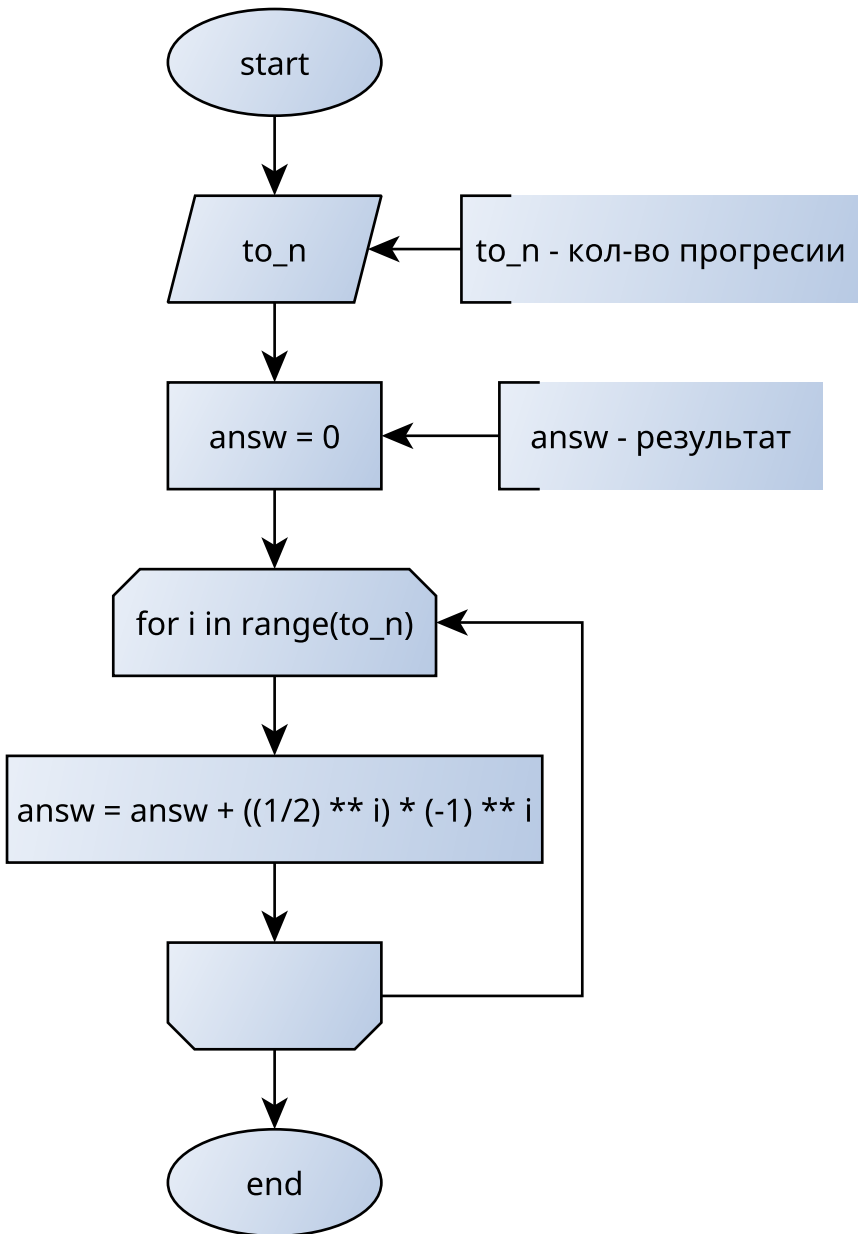 start
to_n
to_n - кол-во прогресии
answ = 0
answ - результат
for i in range(to_n)
answ = answ + ((1/2) ** i) * (-1) ** i
end